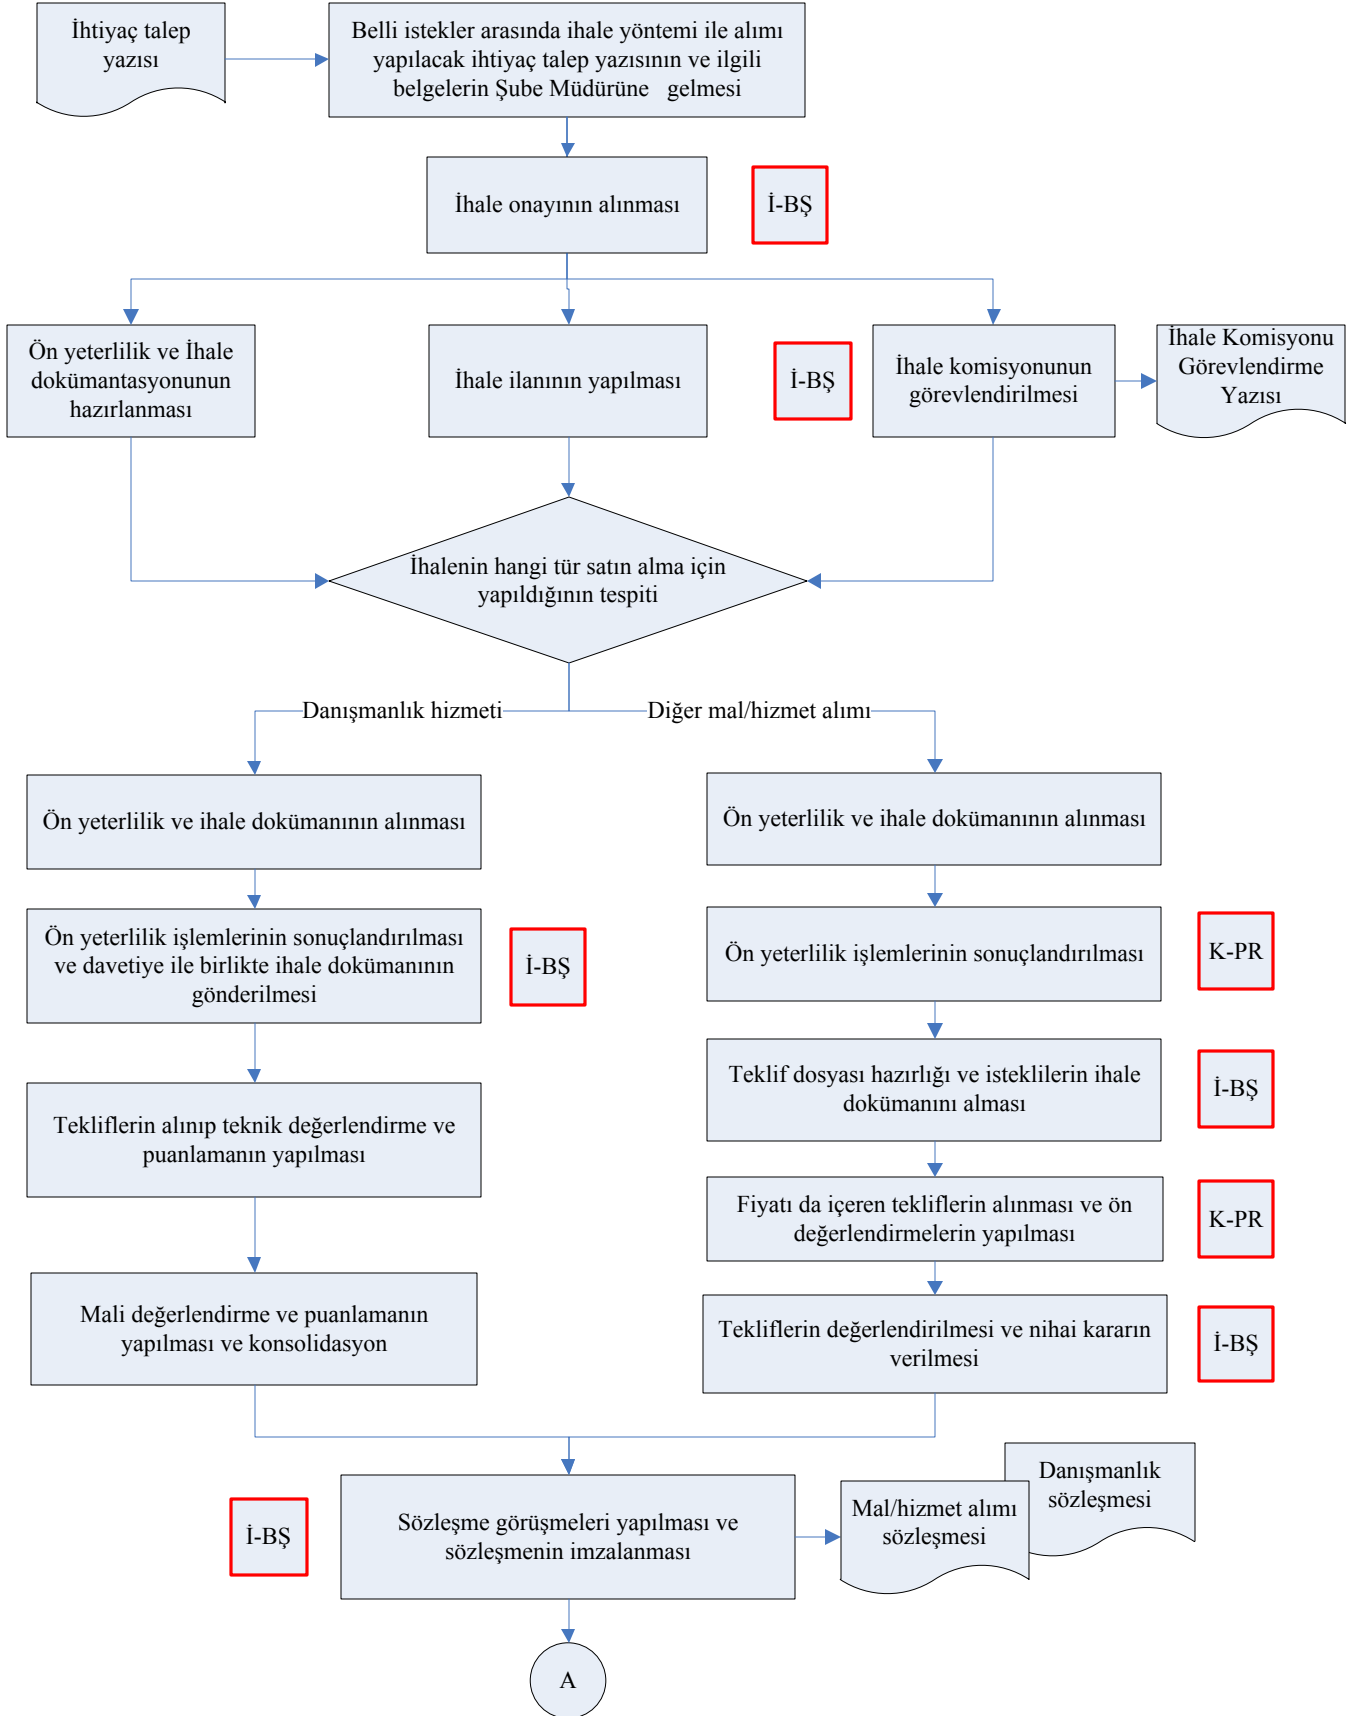 İhtiyaç talep
yazısı
Belli istekler arasında ihale yöntemi ile alımı
yapılacak ihtiyaç talep yazısının ve ilgili
belgelerin Şube Müdürüne gelmesi
İhale onayının alınması
İ-BŞ
Ön yeterlilik ve İhale
dokümantasyonunun
hazırlanması
İhale ilanının yapılması
İ-BŞ
İhale komisyonunun
görevlendirilmesi
İhale Komisyonu
Görevlendirme
Yazısı
İhalenin hangi tür satın alma için
yapıldığının tespiti
Danışmanlık hizmeti
Diğer mal/hizmet alımı
Ön yeterlilik ve ihale dokümanının alınması
Ön yeterlilik ve ihale dokümanının alınması
Ön yeterlilik işlemlerinin sonuçlandırılması
ve davetiye ile birlikte ihale dokümanının
gönderilmesi
İ-BŞ
Ön yeterlilik işlemlerinin sonuçlandırılması
K-PR
Teklif dosyası hazırlığı ve isteklilerin ihale
dokümanını alması
İ-BŞ
Tekliflerin alınıp teknik değerlendirme ve
puanlamanın yapılması
Fiyatı da içeren tekliflerin alınması ve ön
değerlendirmelerin yapılması
K-PR
Mali değerlendirme ve puanlamanın
yapılması ve konsolidasyon
Tekliflerin değerlendirilmesi ve nihai kararın
verilmesi
İ-BŞ
İ-BŞ
Sözleşme görüşmeleri yapılması ve
sözleşmenin imzalanması
Mal/hizmet alımı
sözleşmesi
Danışmanlık
sözleşmesi
A